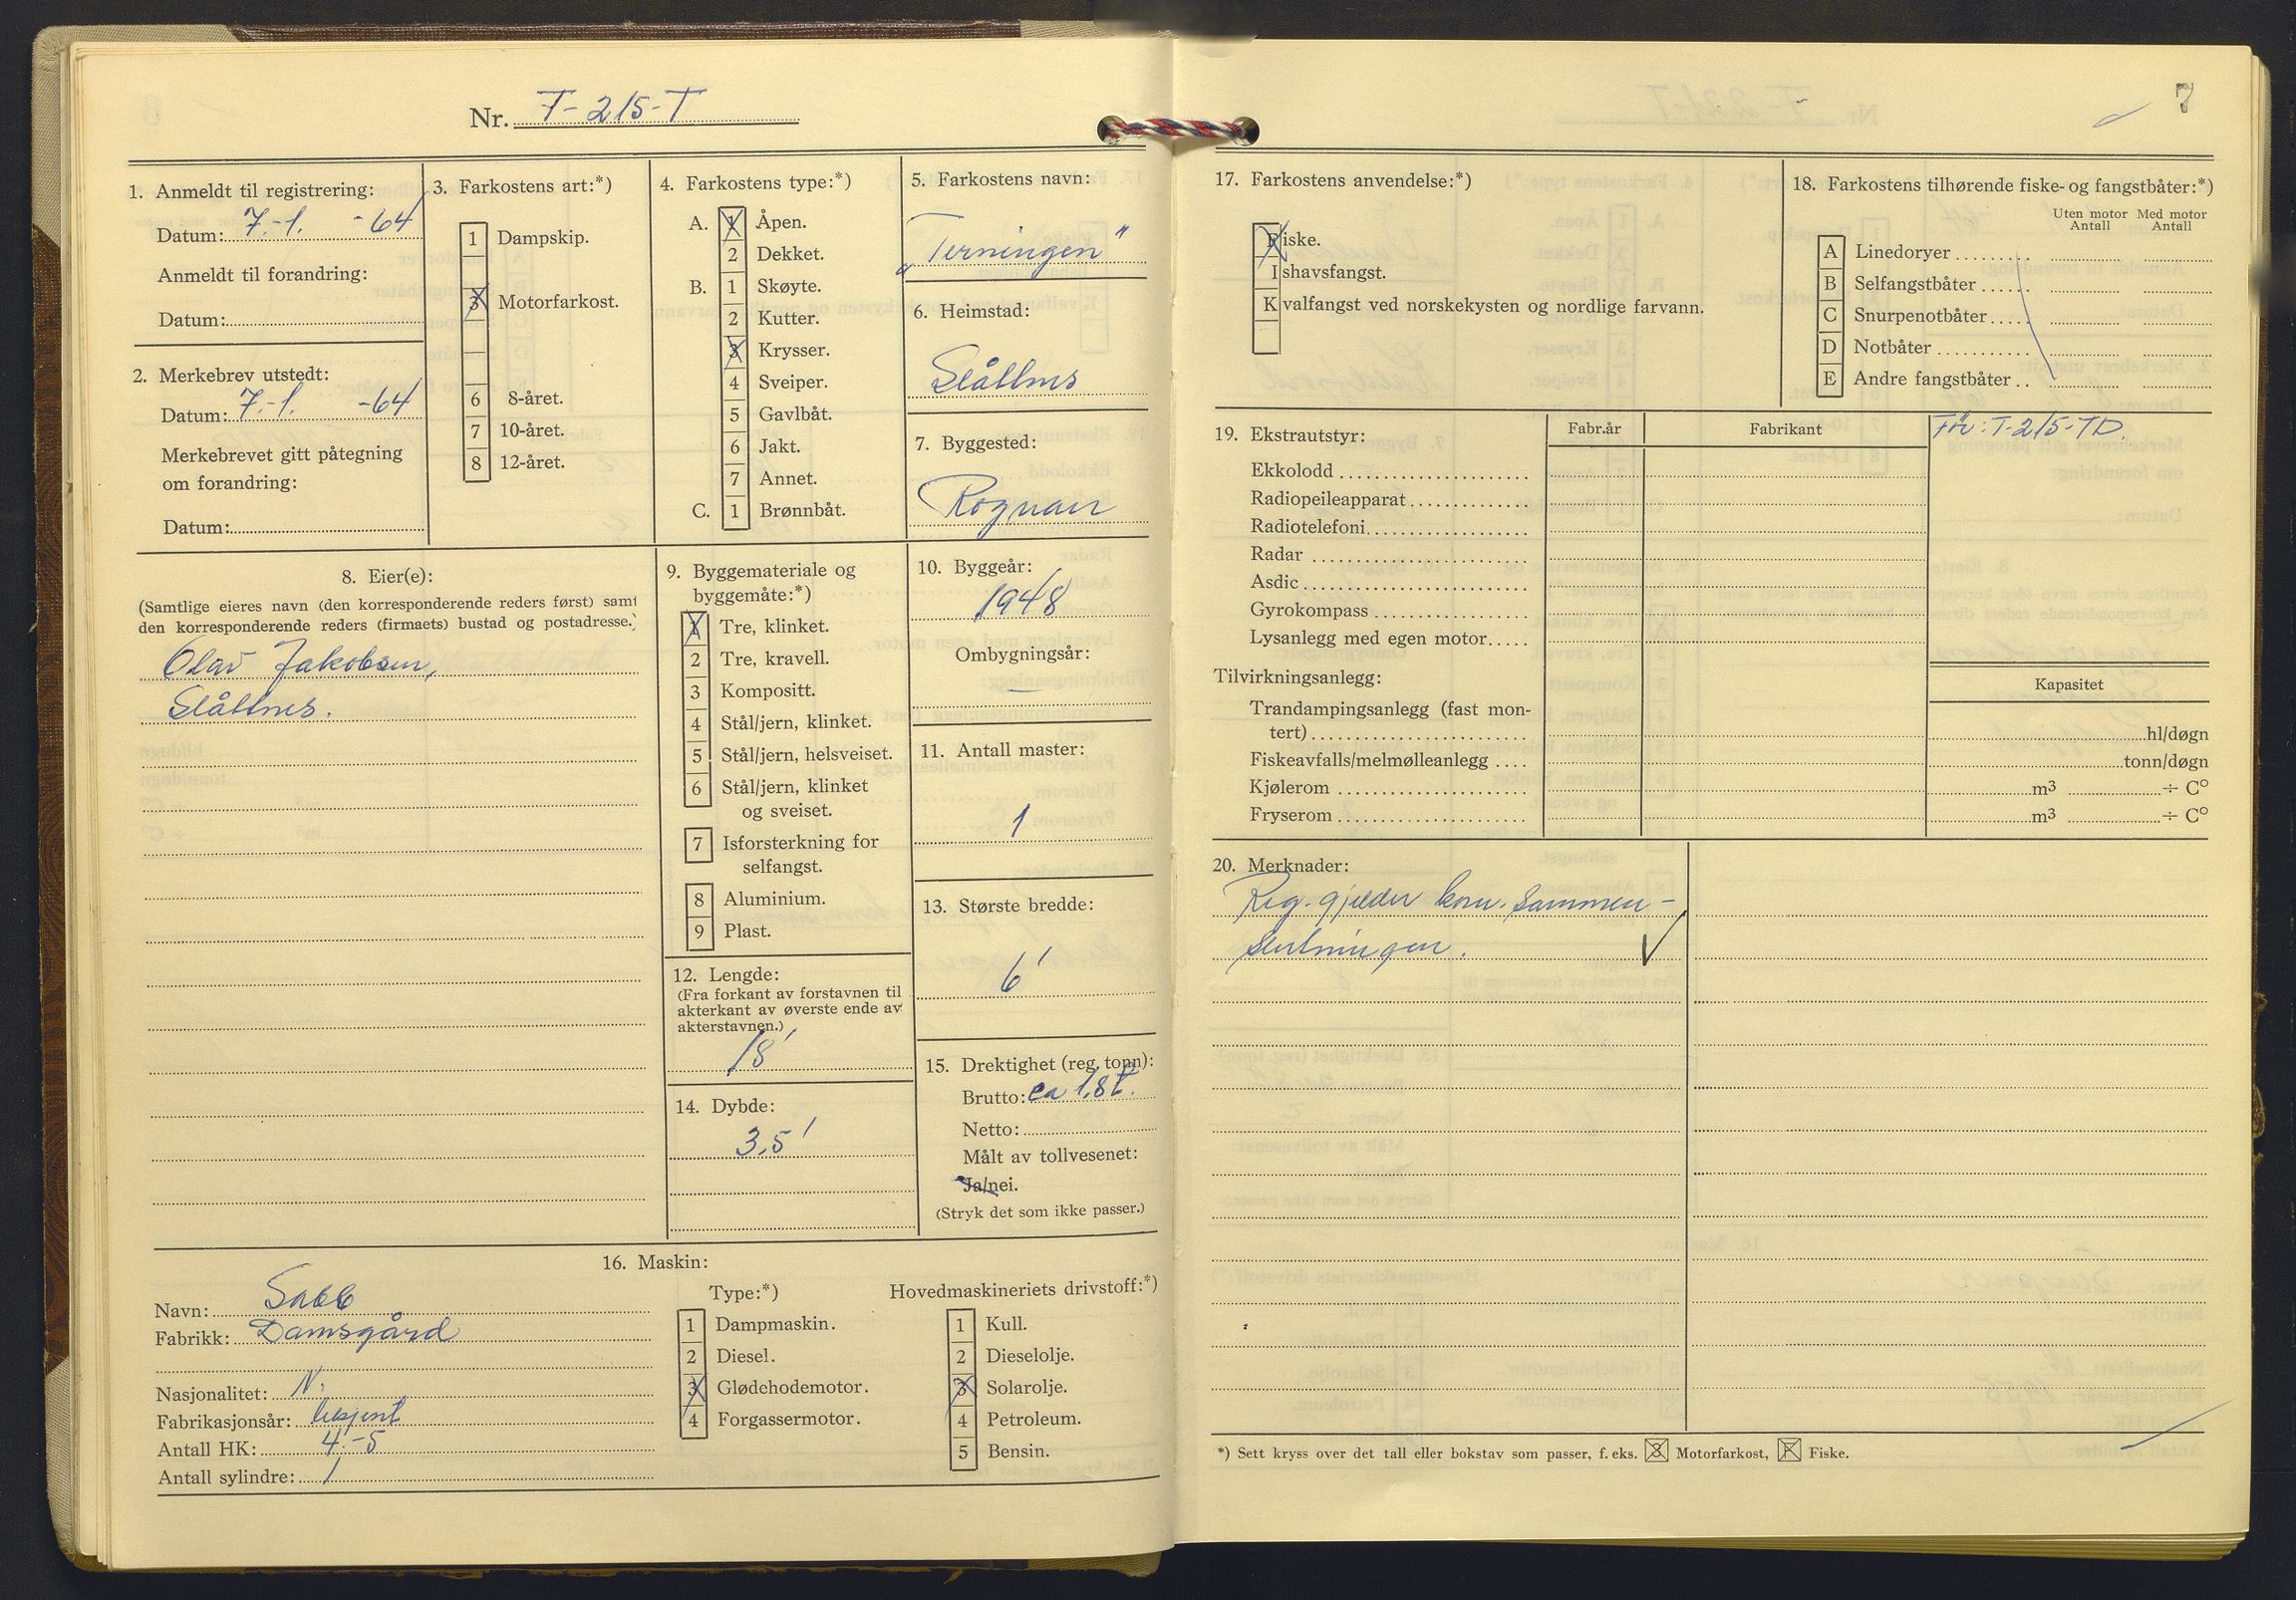 Nr. T-215-T
1. Anmeldt til registrering:
Datum: 7.-1. -64
Anmeldt til forandring:
Datum:
2. Merkebrev utstedt:
Datum: 7.-1. -64
Merkebrevet gitt påtegning
om forandring:
Datum:
3. Farkostens art:*)
1 Dampskip.
3 Motorfarkost.
6 8-året.
7 10-året.
8 12-året.
4. Farkostens type:*)
A. 1 Åpen.
2 Dekket.
B. 1 Skøyte.
2 Kutter.
3 Krysser.
4 Sveiper.
5 Gavlbåt.
6 Jakt.
7 Annet.
C. 1 Brønnbåt.
5. Farkostens navn:
„Terningen"
6. Heimstad:
Slåttnes
7. Byggested:
Rognan
8. Eier(e):
(Samtlige eieres navn (den korresponderende reders først) samt
den korresponderende reders (firmaets) bustad og postadresse.)
Olav Jakobsen,
Slåttnes.
9. Byggemateriale og
byggemåte:*)
1 Tre, klinket.
2 Tre, kravell.
3 Kompositt.
4 Stål/jern, klinket.
5 Stål/jern, helsveiset.
6 Stål/jern, klinket
og sveiset.
7 Isforsterkning for
selfangst.
8 Aluminium.
9 Plast.
10. Byggeår:
1948
Ombygningsår:
—
11. Antall master:
1
12. Lengde:
(Fra forkant av forstavnen til
akterkant av øverste ende av
akterstavnen.)
18'
13. Største bredde:
6'
14. Dybde:
3,5'
15. Drektighet (reg. tonn):
Brutto: ca 1,8 t.
Netto:
Målt av tollvesenet:
Ja/nei.
(Stryk det som ikke passer.)
16. Maskin:
Navn: Sabb
Fabrikk: Damsgård
Nasjonalitet: N.
Fabrikasjonsår: ukjent
Antall HK: 4.-5
Antall sylindre: 1
Type:*)
1 Dampmaskin.
2 Diesel.
3 Glødehodemotor.
4 Forgassermotor.
Hovedmaskineriets drivstoff:*)
1 Kull.
2 Dieselolje.
3 Solarolje.
4 Petroleum.
5 Bensin.
7
17. Farkostens anvendelse:*)
Fiske.
Ishavsfangst.
Kvalfangst ved norskekysten og nordlige farvann.
18. Farkostens tilhørende fiske- og fangstbåter:*)
Uten motor Med motor
Antall Antall
A Linedoryer
B Selfangstbåter
C Snurpenotbåter
D Notbåter
E Andre fangstbåter
19. Ekstrautstyr:
Fabr.år Fabrikant
Før: T-215-TD.
Ekkolodd
Radiopeileapparat
Radiotelefoni
Radar
Asdic
Gyrokompass
Lysanlegg med egen motor
Tilvirkningsanlegg:
Kapasitet
Trandampingsanlegg (fast mon-
tert) hl/døgn
Fiskeavfalls/melmølleanlegg tonn/døgn
Kjølerom m³ ÷ C°
Fryserom m³ ÷ C°
20. Merknader:
Reg. gjelder kom. sammen-
slutningen.
*) Sett kryss over det tall eller bokstav som passer, f. eks. 3 Motorfarkost, F Fiske.